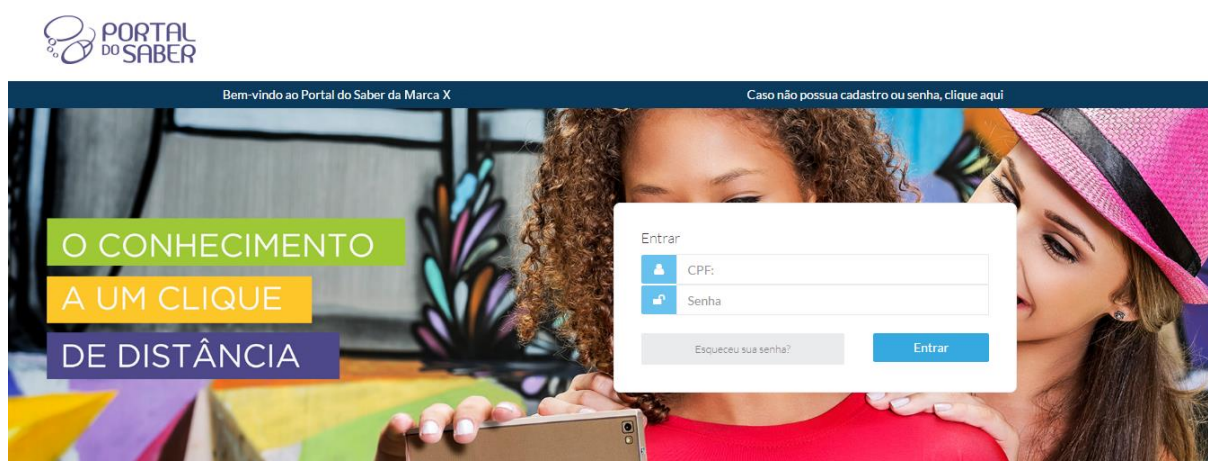 PORTAL
DO SABER
Bem-vindo ao Portal do Saber da Marca X
Caso não possua cadastro ou senha, clique aqui
O CONHECIMENTO
A UM CLIQUE
DE DISTÂNCIA
Entrar
CPF:
Senha
Esqueceu sua senha?
Entrar